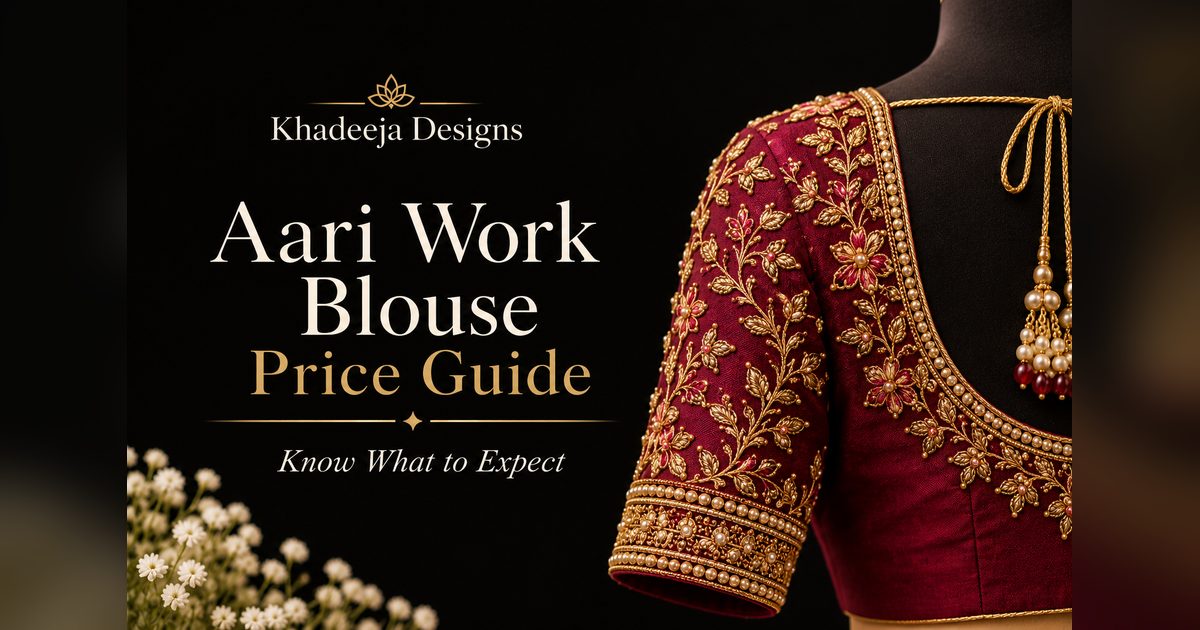 Khadeeja Designs
Aari Work
Blouse
Price Guide
Know What to Expect